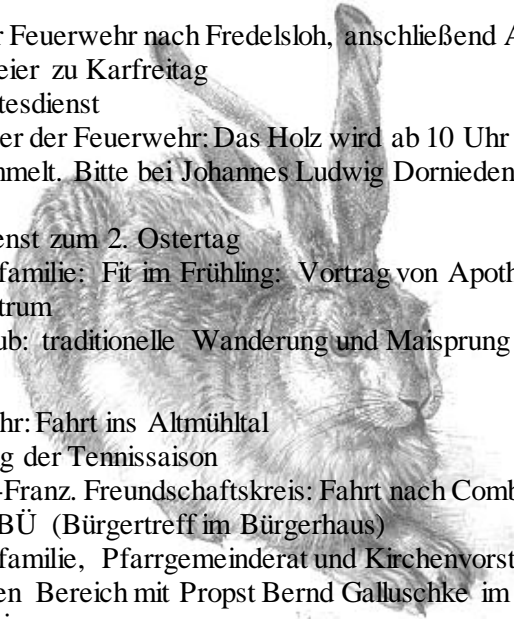 r Feuerwehr nach Fredelsloh, anschließend A
eier zu Karfreitag
tesdienst
er der Feuerwehr: Das Holz wird ab 10 Uhr
nmelt. Bitte bei Johannes Ludwig Dornieden
enst zum 2. Ostertag
familie: Fit im Frühling: Vortrag von Apoth
trum
ub: traditionelle Wanderung und Maisprung
hr: Fahrt ins Altmühltal
g der Tennissaison
-Franz. Freundschaftskreis: Fahrt nach Comb
BÜ (Bürgertreff im Bürgerhaus)
familie, Pfarrgemeinderat und Kirchenvorst
en Bereich mit Propst Bernd Galluschke im